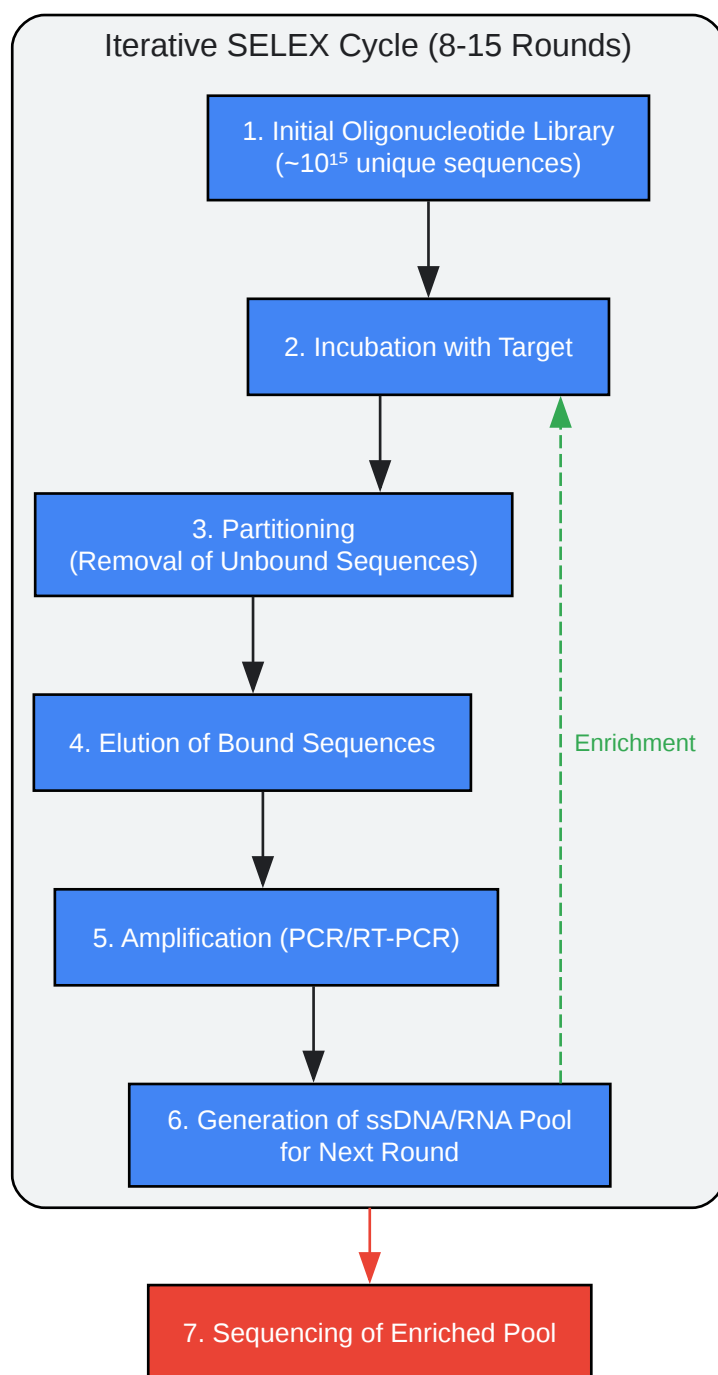 Iterative SELEX Cycle (8-15 Rounds)
1. Initial Oligonucleotide Library
(~10¹⁵ unique sequences)
2. Incubation with Target
3. Partitioning
(Removal of Unbound Sequences)
4. Elution of Bound Sequences
Enrichment
5. Amplification (PCR/RT-PCR)
6. Generation of ssDNA/RNA Pool
for Next Round
7. Sequencing of Enriched Pool